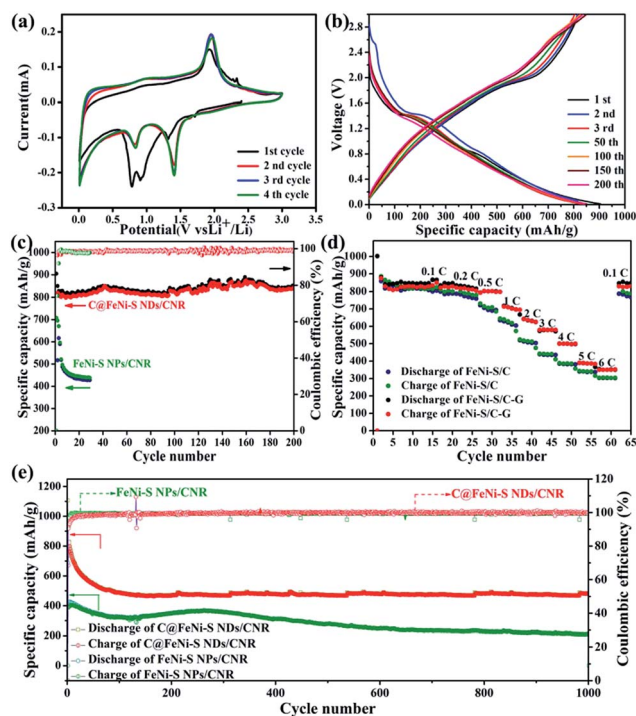 (a)
Current(mA)
0.2
0.1
0.0
-0.1
-0.2
-0.3
1st cycle
2 nd cycle
3 rd cycle
4 th cycle
0.0 0.5 1.0 1.5 2.0 2.5 3.0 3.5
Potential(V vsLi+/Li)
(b)
Voltage (V)
2.8
2.4
2.0
1.6
1.2
0.8
0.4
0.0
1 st
2 nd
3 rd
50 th
100 th
150 th
200 th
0 100 200 300 400 500 600 700 800 900 1000
Specific capacity (mAh/g)
(c)
Specific capacity (mAh/g)
1000
900
800
700
600
500
400
300
200
C@FeNi-S NDs/CNR
FeNi-S NPs/CNR
100
80
60
40
20
0
Coulombic efficiency (%)
0 20 40 60 80 100 120 140 160 180 200
Cycle number
(d)
Specific capacity (mAh/g)
1000
900
800
700
600
500
400
300
200
100
0
0.1 C 0.2 C 0.5 C 1 C 2 C 3 C 4 C 5 C 6 C 0.1 C
Discharge of FeNi-S/C
Charge of FeNi-S/C
Discharge of FeNi-S/C-G
Charge of FeNi-S/C-G
0 5 10 15 20 25 30 35 40 45 50 55 60 65
Cycle number
(e)
Specific capacity (mAh/g)
1200
1000
800
600
400
200
0
FeNi-S NPs/CNR
C@FeNi-S NDs/CNR
Discharge of C@FeNi-S NDs/CNR
Charge of C@FeNi-S NDs/CNR
Discharge of FeNi-S NPs/CNR
Charge of FeNi-S NPs/CNR
120
100
80
60
40
20
0
Coulombic efficiency (%)
0 200 400 600 800 1000
Cycle number